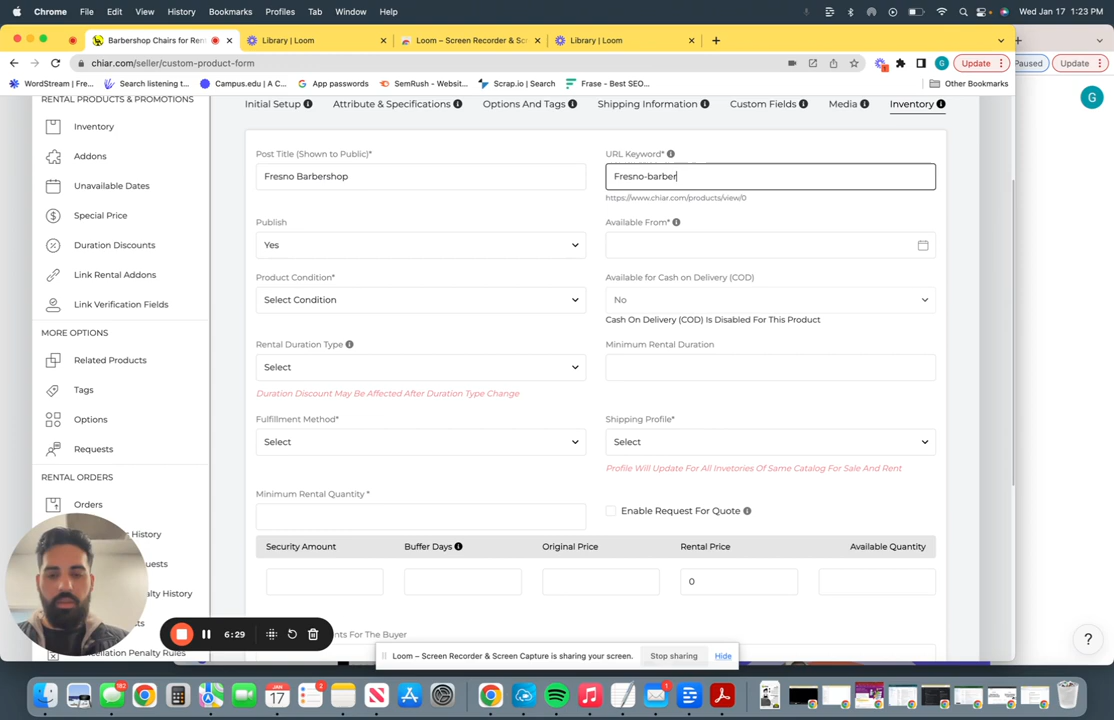 Chrome File Edit View History Bookmarks Profiles Tab Window Help Wed Jan 17 1:23 PM
Barbershop Chairs for Ren Library | Loom Loom – Screen Recorder & Sc Library | Loom
chiar.com/seller/custom-product-form Update Paused Update
WordStream | Fre... Search listening t... Campus.edu | A C... App passwords SemRush - Websit... Scrap.io | Search Frase - Best SEO... Other Bookmarks
RENTAL PRODUCTS & PROMOTIONS
Inventory
Addons
Unavailable Dates
Special Price
Duration Discounts
Link Rental Addons
Link Verification Fields
MORE OPTIONS
Related Products
Tags
Options
Requests
RENTAL ORDERS
Orders
History
ests
nalty History
ts
cellation Penalty Rules
Initial Setup Attribute & Specifications Options And Tags Shipping Information Custom Fields Media Inventory
Post Title (Shown to Public)* URL Keyword*
Fresno Barbershop Fresno-barber
https://www.chiar.com/products/view/0
Publish Available From*
Yes
Product Condition* Available for Cash on Delivery (COD)
Select Condition No
Cash On Delivery (COD) Is Disabled For This Product
Rental Duration Type Minimum Rental Duration
Select
Duration Discount May Be Affected After Duration Type Change
Fulfillment Method* Shipping Profile*
Select Select
Profile Will Update For All Invetories Of Same Catalog For Sale And Rent
Minimum Rental Quantity *
Enable Request For Quote
Security Amount Buffer Days Original Price Rental Price Available Quantity
0
nts For The Buyer
6:29
Loom – Screen Recorder & Screen Capture is sharing your screen. Stop sharing Hide
G